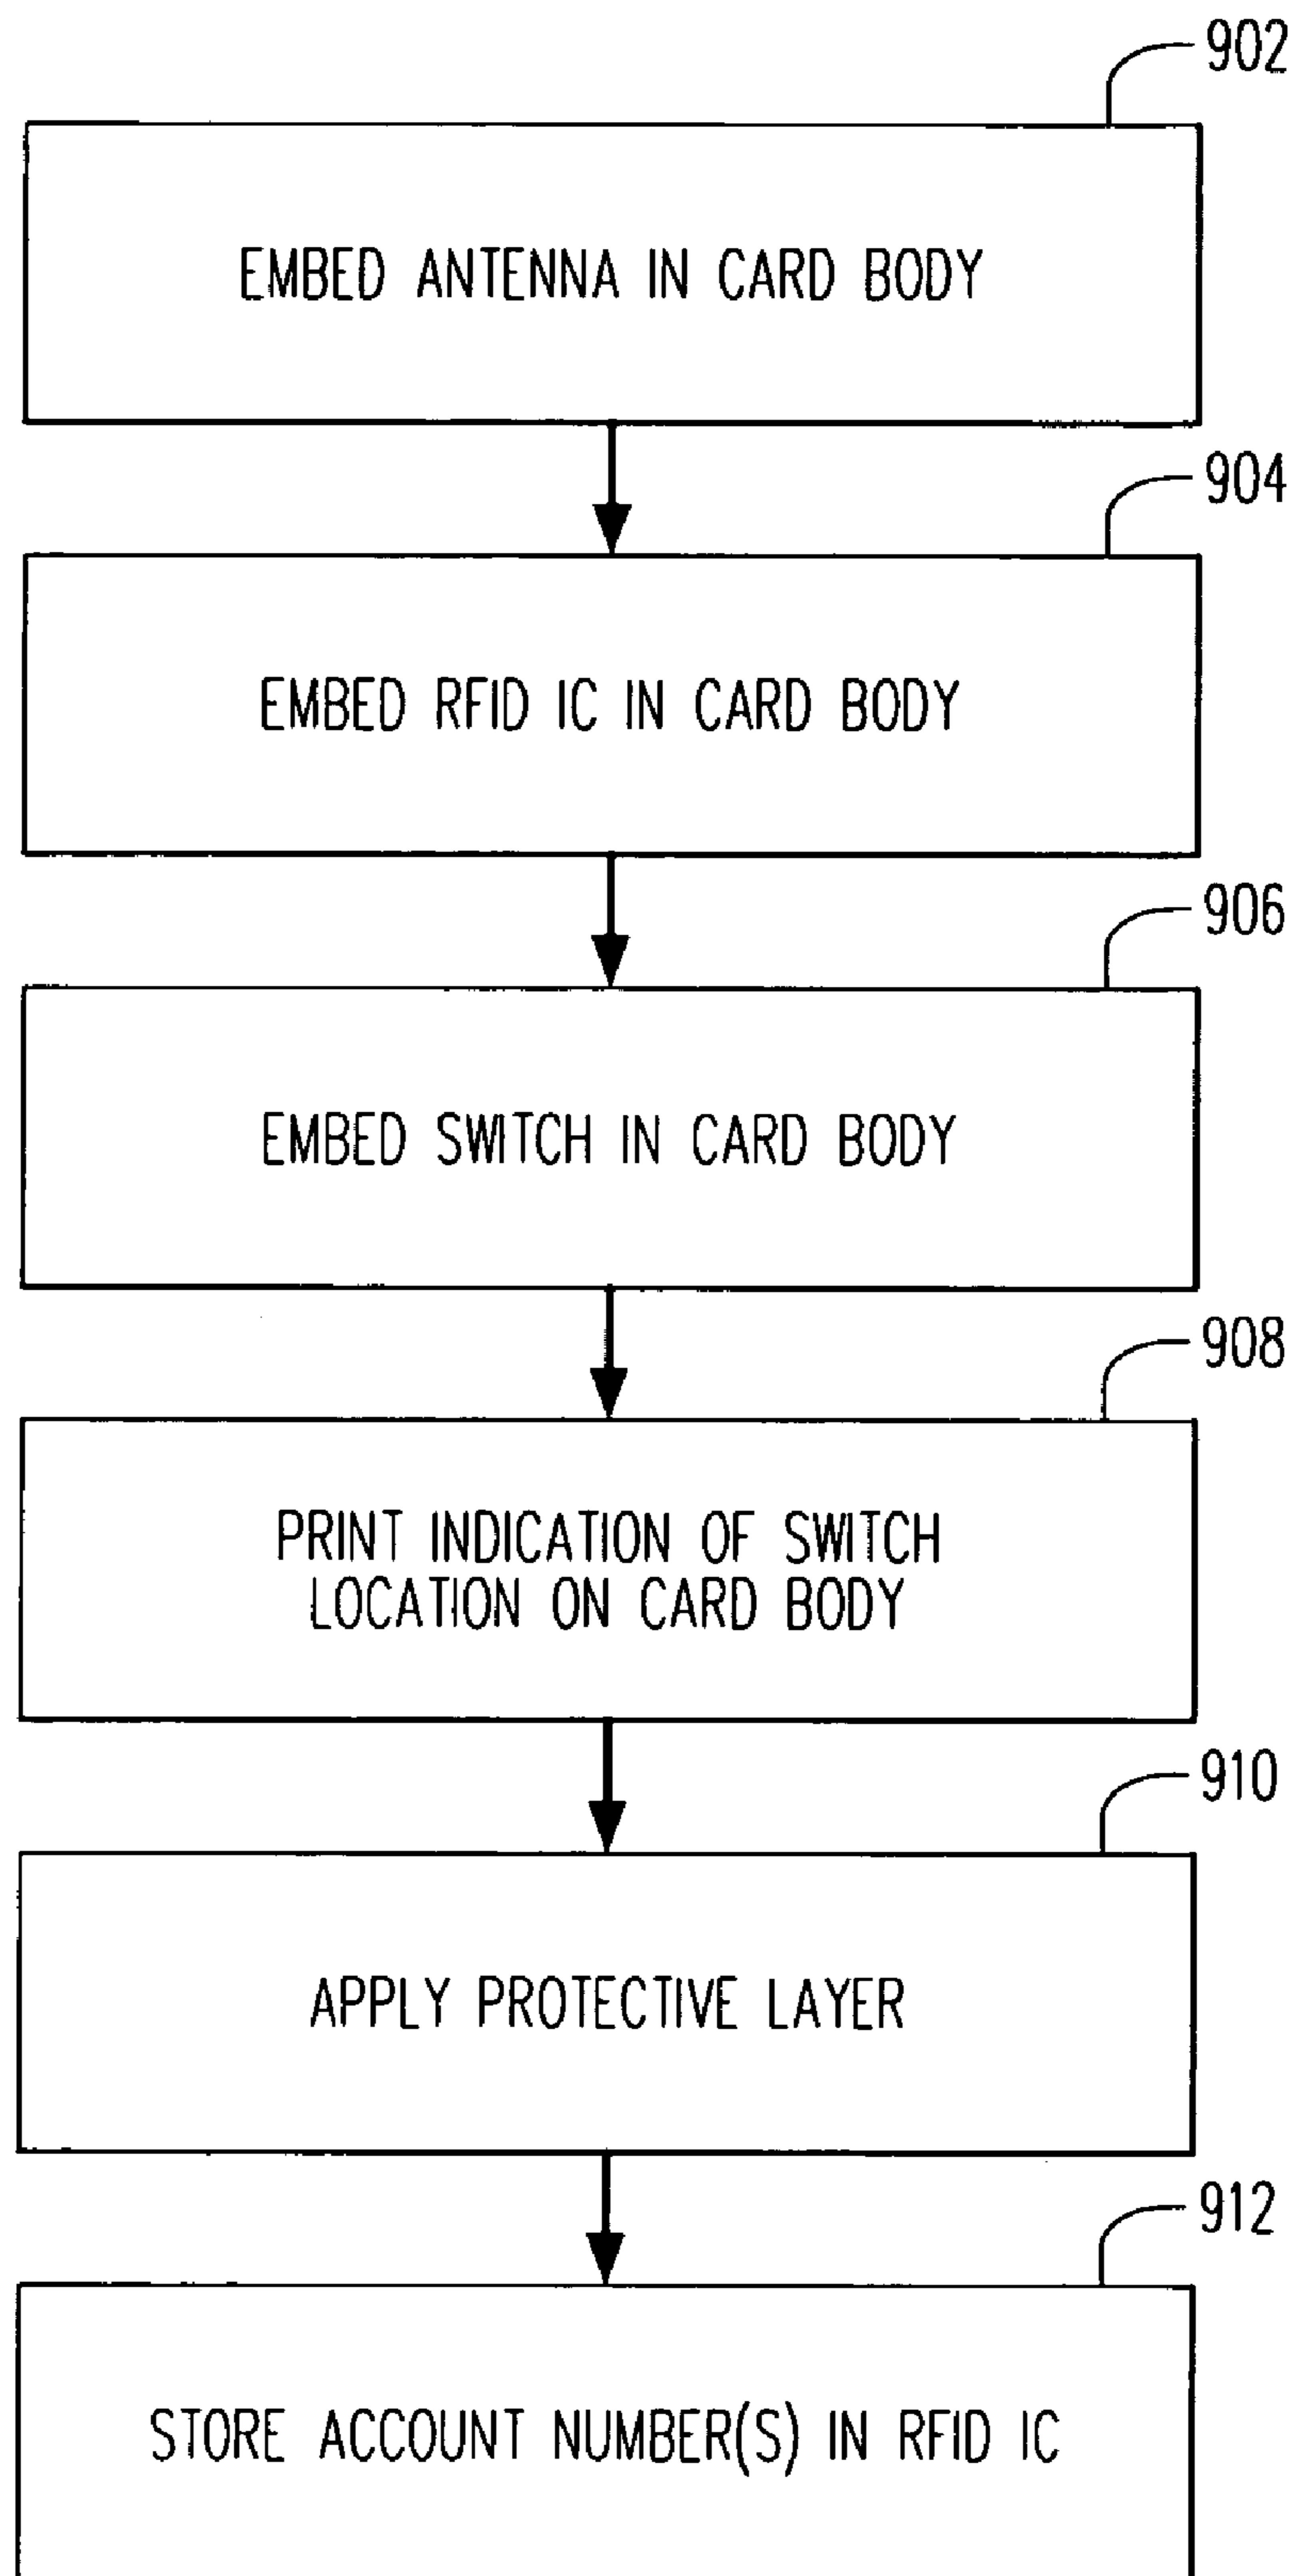 902
EMBED ANTENNA IN CARD BODY
904
EMBED RFID IC IN CARD BODY
906
EMBED SWITCH IN CARD BODY
908
PRINT INDICATION OF SWITCH
LOCATION ON CARD BODY
910
APPLY PROTECTIVE LAYER
912
STORE ACCOUNT NUMBER(S) IN RFID IC